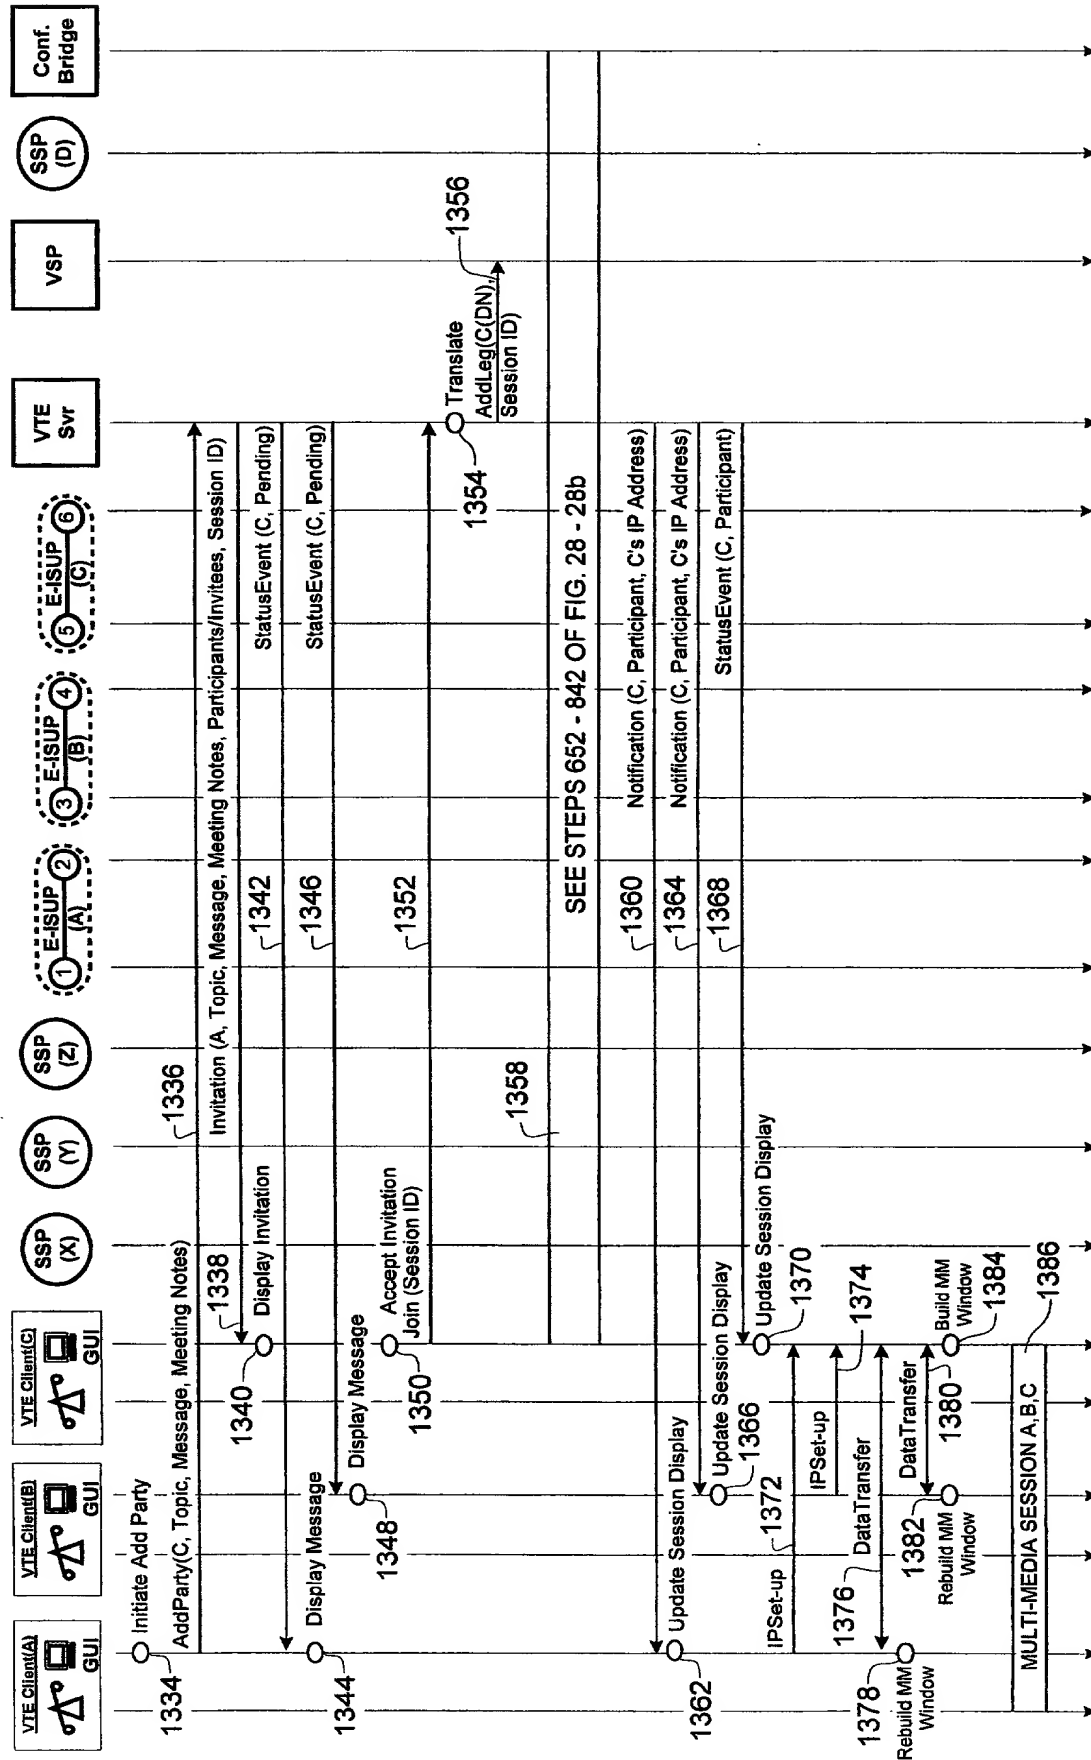 VTE Client(A)
GUI
VTE Client(B)
GUI
VTE Client(C)
GUI
SSP
(X)
SSP
(Y)
SSP
(Z)
1
E-ISUP
(A)
2
3
E-ISUP
(B)
4
5
E-ISUP
(C)
6
VTE
Svr
VSP
SSP
(D)
Conf.
Bridge
Initiate Add Party
1334
AddParty(C, Topic, Message, Meeting Notes)
1336
Invitation (A, Topic, Message, Meeting Notes, Participants/Invitees, Session ID)
1338
Display Invitation
1340
StatusEvent (C, Pending)
1342
Display Message
1344
StatusEvent (C, Pending)
1346
Display Message
1348
Accept Invitation
Join (Session ID)
1350
1352
Translate
1354
AddLeg(C(DN),
Session ID)
1356
SEE STEPS 652 - 842 OF FIG. 28 - 28b
1358
Notification (C, Participant, C's IP Address)
1360
Update Session Display
1362
Notification (C, Participant, C's IP Address)
1364
Update Session Display
1366
StatusEvent (C, Participant)
1368
Update Session Display
1370
IPSet-up
1372
IPSet-up
1374
DataTransfer
1376
Rebuild MM
Window
1378
DataTransfer
1380
Rebuild MM
Window
1382
Build MM
Window
1384
MULTI-MEDIA SESSION A,B,C
1386